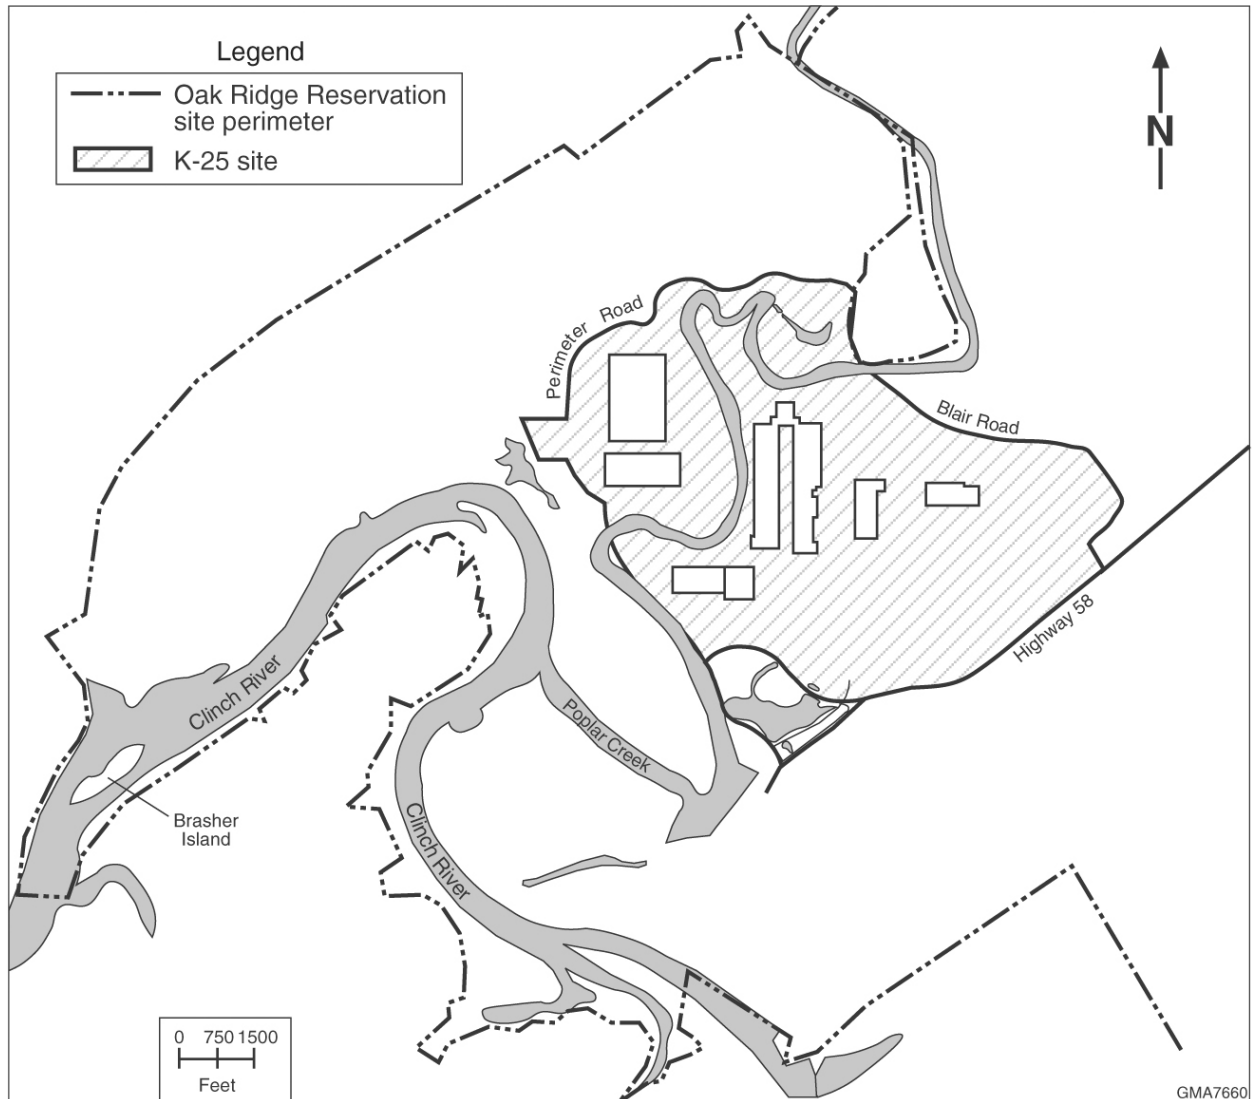 Legend
Oak Ridge Reservation
site perimeter
K-25 site
N
Perimeter Road
Blair Road
Highway 58
Clinch River
Poplar Creek
Brasher
Island
Clinch River
0 750 1500
Feet
GMA7660